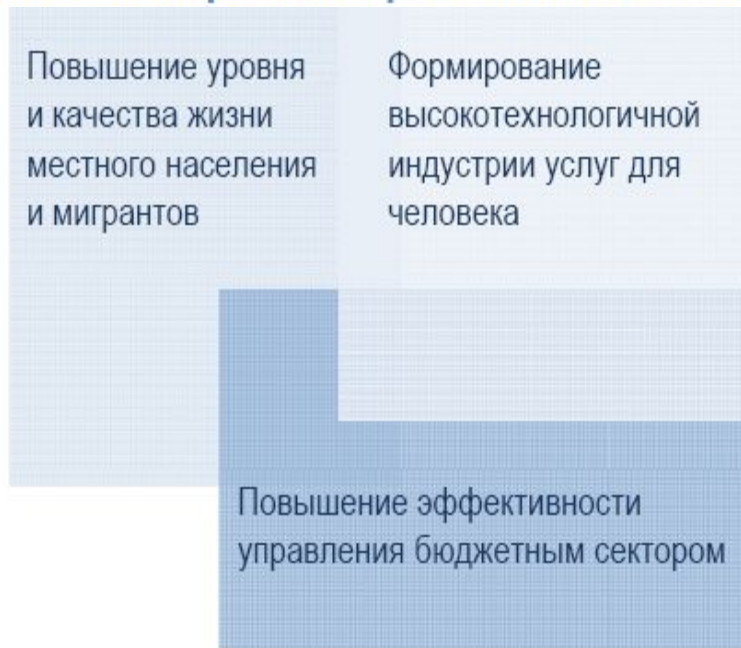 Повышение уровня
и качества жизни
местного населения
и мигрантов
Формирование
высокотехнологичной
индустрии услуг для
человека
Повышение эффективности
управления бюджетным сектором